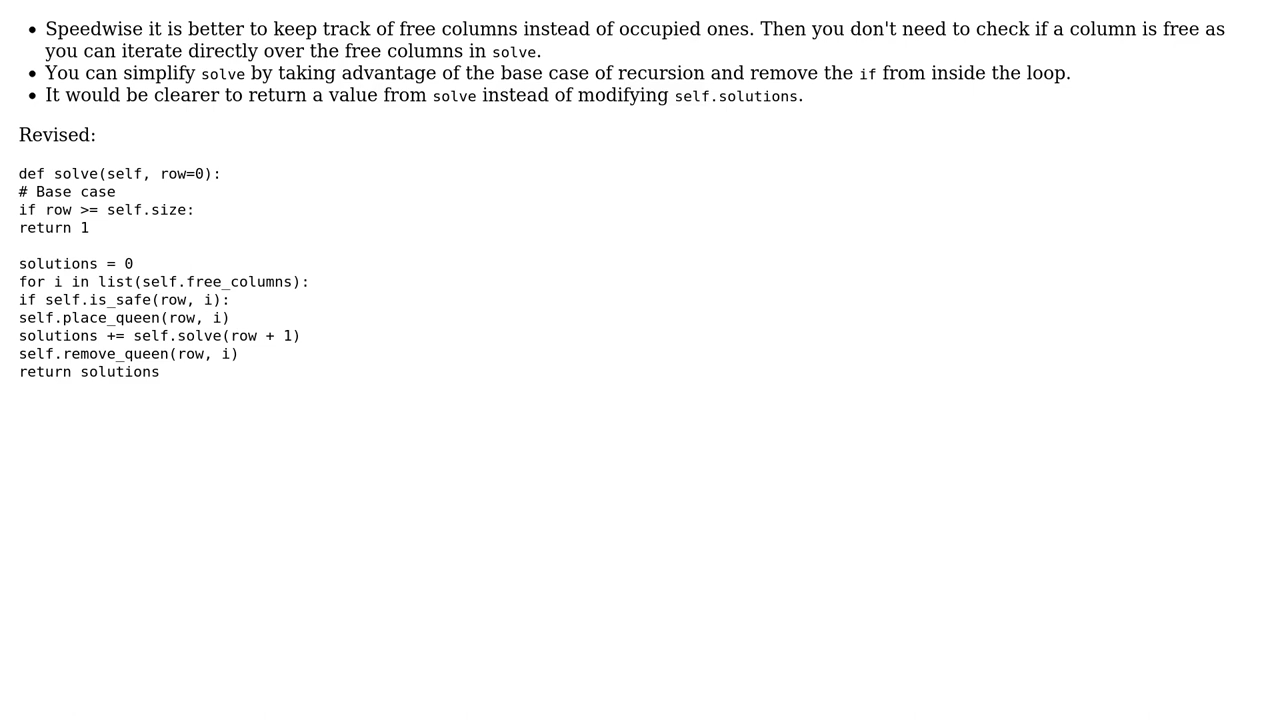 Speedwise it is better to keep track of free columns instead of occupied ones. Then you don't need to check if a column is free as
you can iterate directly over the free columns in solve.
You can simplify solve by taking advantage of the base case of recursion and remove the if from inside the loop.
It would be clearer to return a value from solve instead of modifying self.solutions.
Revised:
def solve(self, row=0):
# Base case
if row >= self.size:
return 1
solutions = 0
for i in list(self.free_columns):
if self.is_safe(row, i):
self.place_queen(row, i)
solutions += self.solve(row + 1)
self.remove_queen(row, i)
return solutions